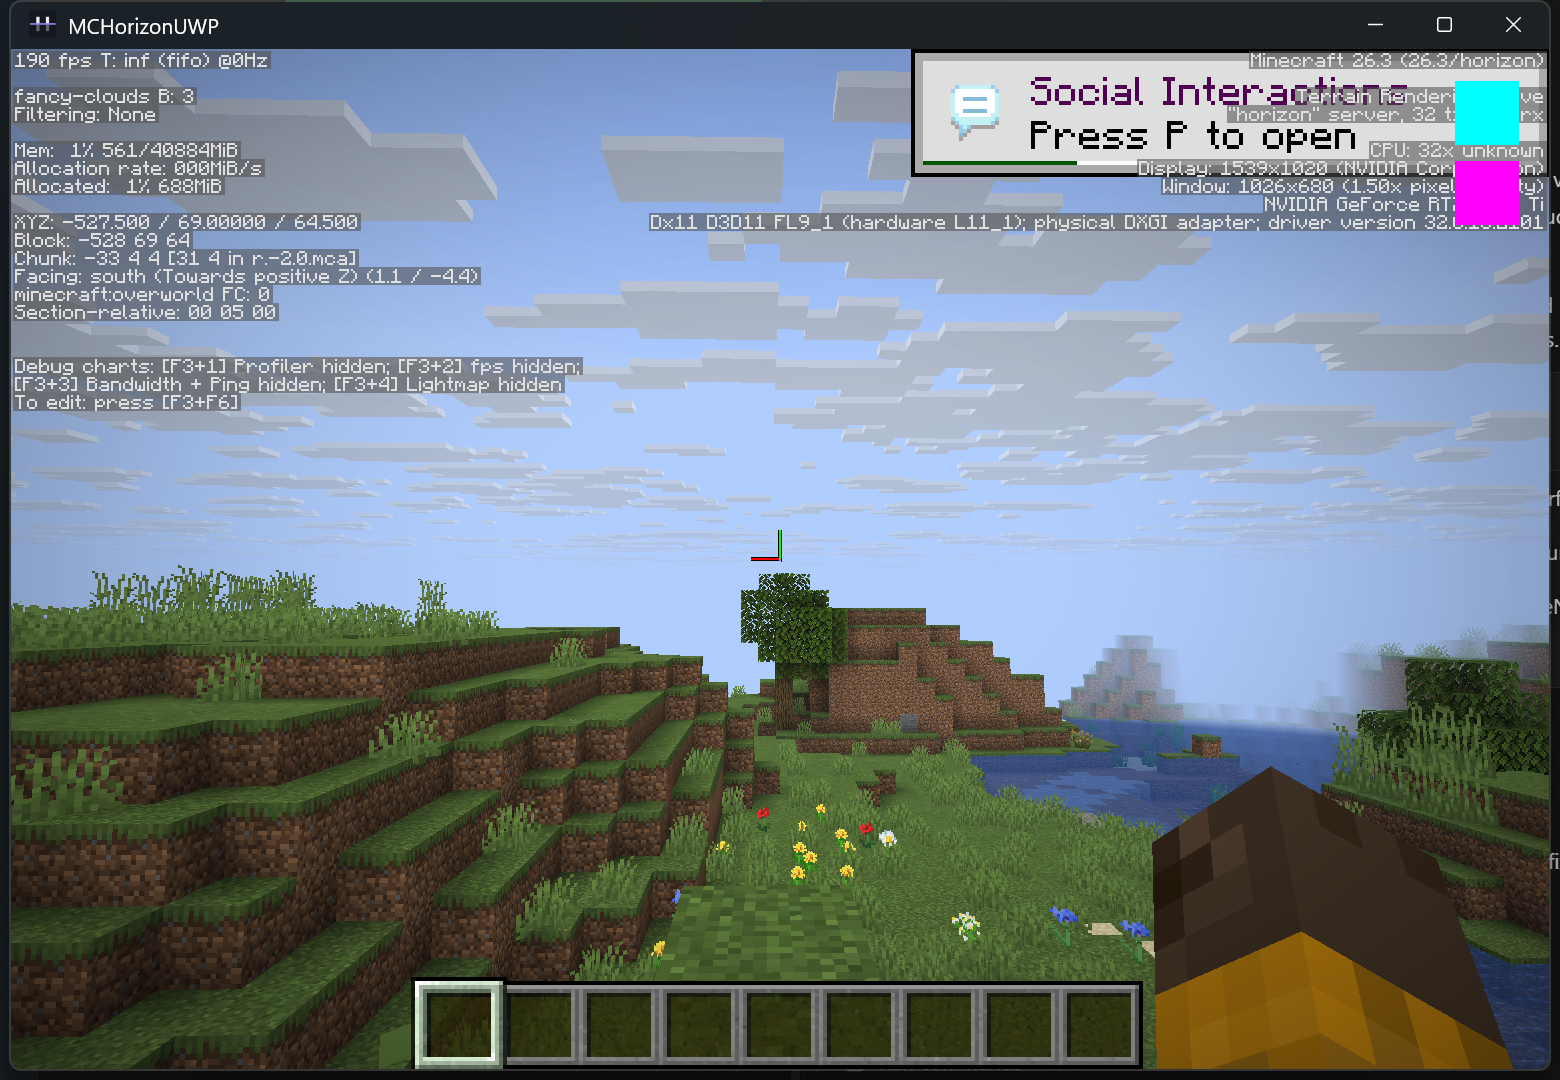 MCHorizonUWP
190 fps T: inf (fifo) @0Hz
fancy-clouds B: 3
Filtering: None
Mem: 1% 561/40884MiB
Allocation rate: 000MiB/s
Allocated: 1% 688MiB
XYZ: -527.500 / 69.00000 / 64.500
Block: -528 69 64
Chunk: -33 4 4 [31 4 in r.-2.0.mca]
Facing: south (Towards positive Z) (1.1 / -4.4)
minecraft:overworld FC: 0
Section-relative: 00 05 00
Debug charts: [F3+1] Profiler hidden; [F3+2] fps hidden;
[F3+3] Bandwidth + Ping hidden; [F3+4] Lightmap hidden
To edit: press [F3+F6]
Minecraft 26.3 (26.3/horizon)
Social Interactions
Press P to open
Terrain
"horizon" server, 32
CPU: 32x unknown
Display: 1539x1020 (NVIDIA
Window: 1026x680 (1.50x
NVIDIA GeForce Ti
Dx11 D3D11 FL9_1 (hardware L11_1); physical DXGI adapter; driver version